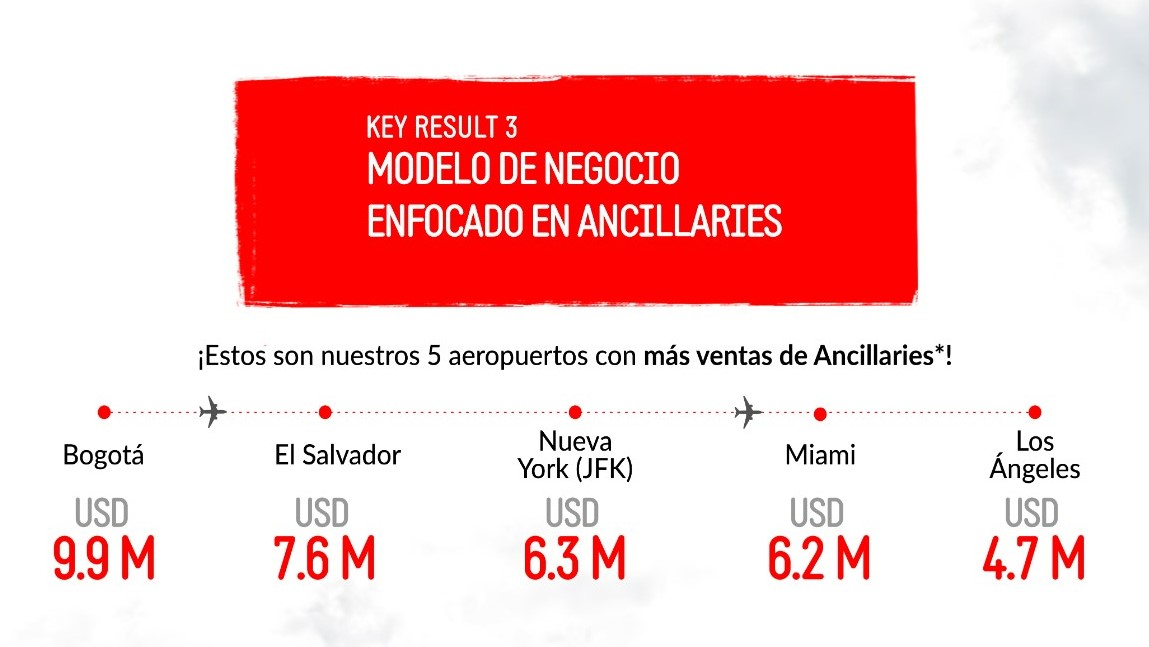 KEY RESULT 3
MODELO DE NEGOCIO
ENFOCADO EN ANCILLARIES
¡Estos son nuestros 5 aeropuertos con más ventas de Ancillaries*!
Bogotá
USD
9.9 M
El Salvador
USD
7.6 M
Nueva
York (JFK)
USD
6.3 M
Miami
USD
6.2 M
Los
Ángeles
USD
4.7 M